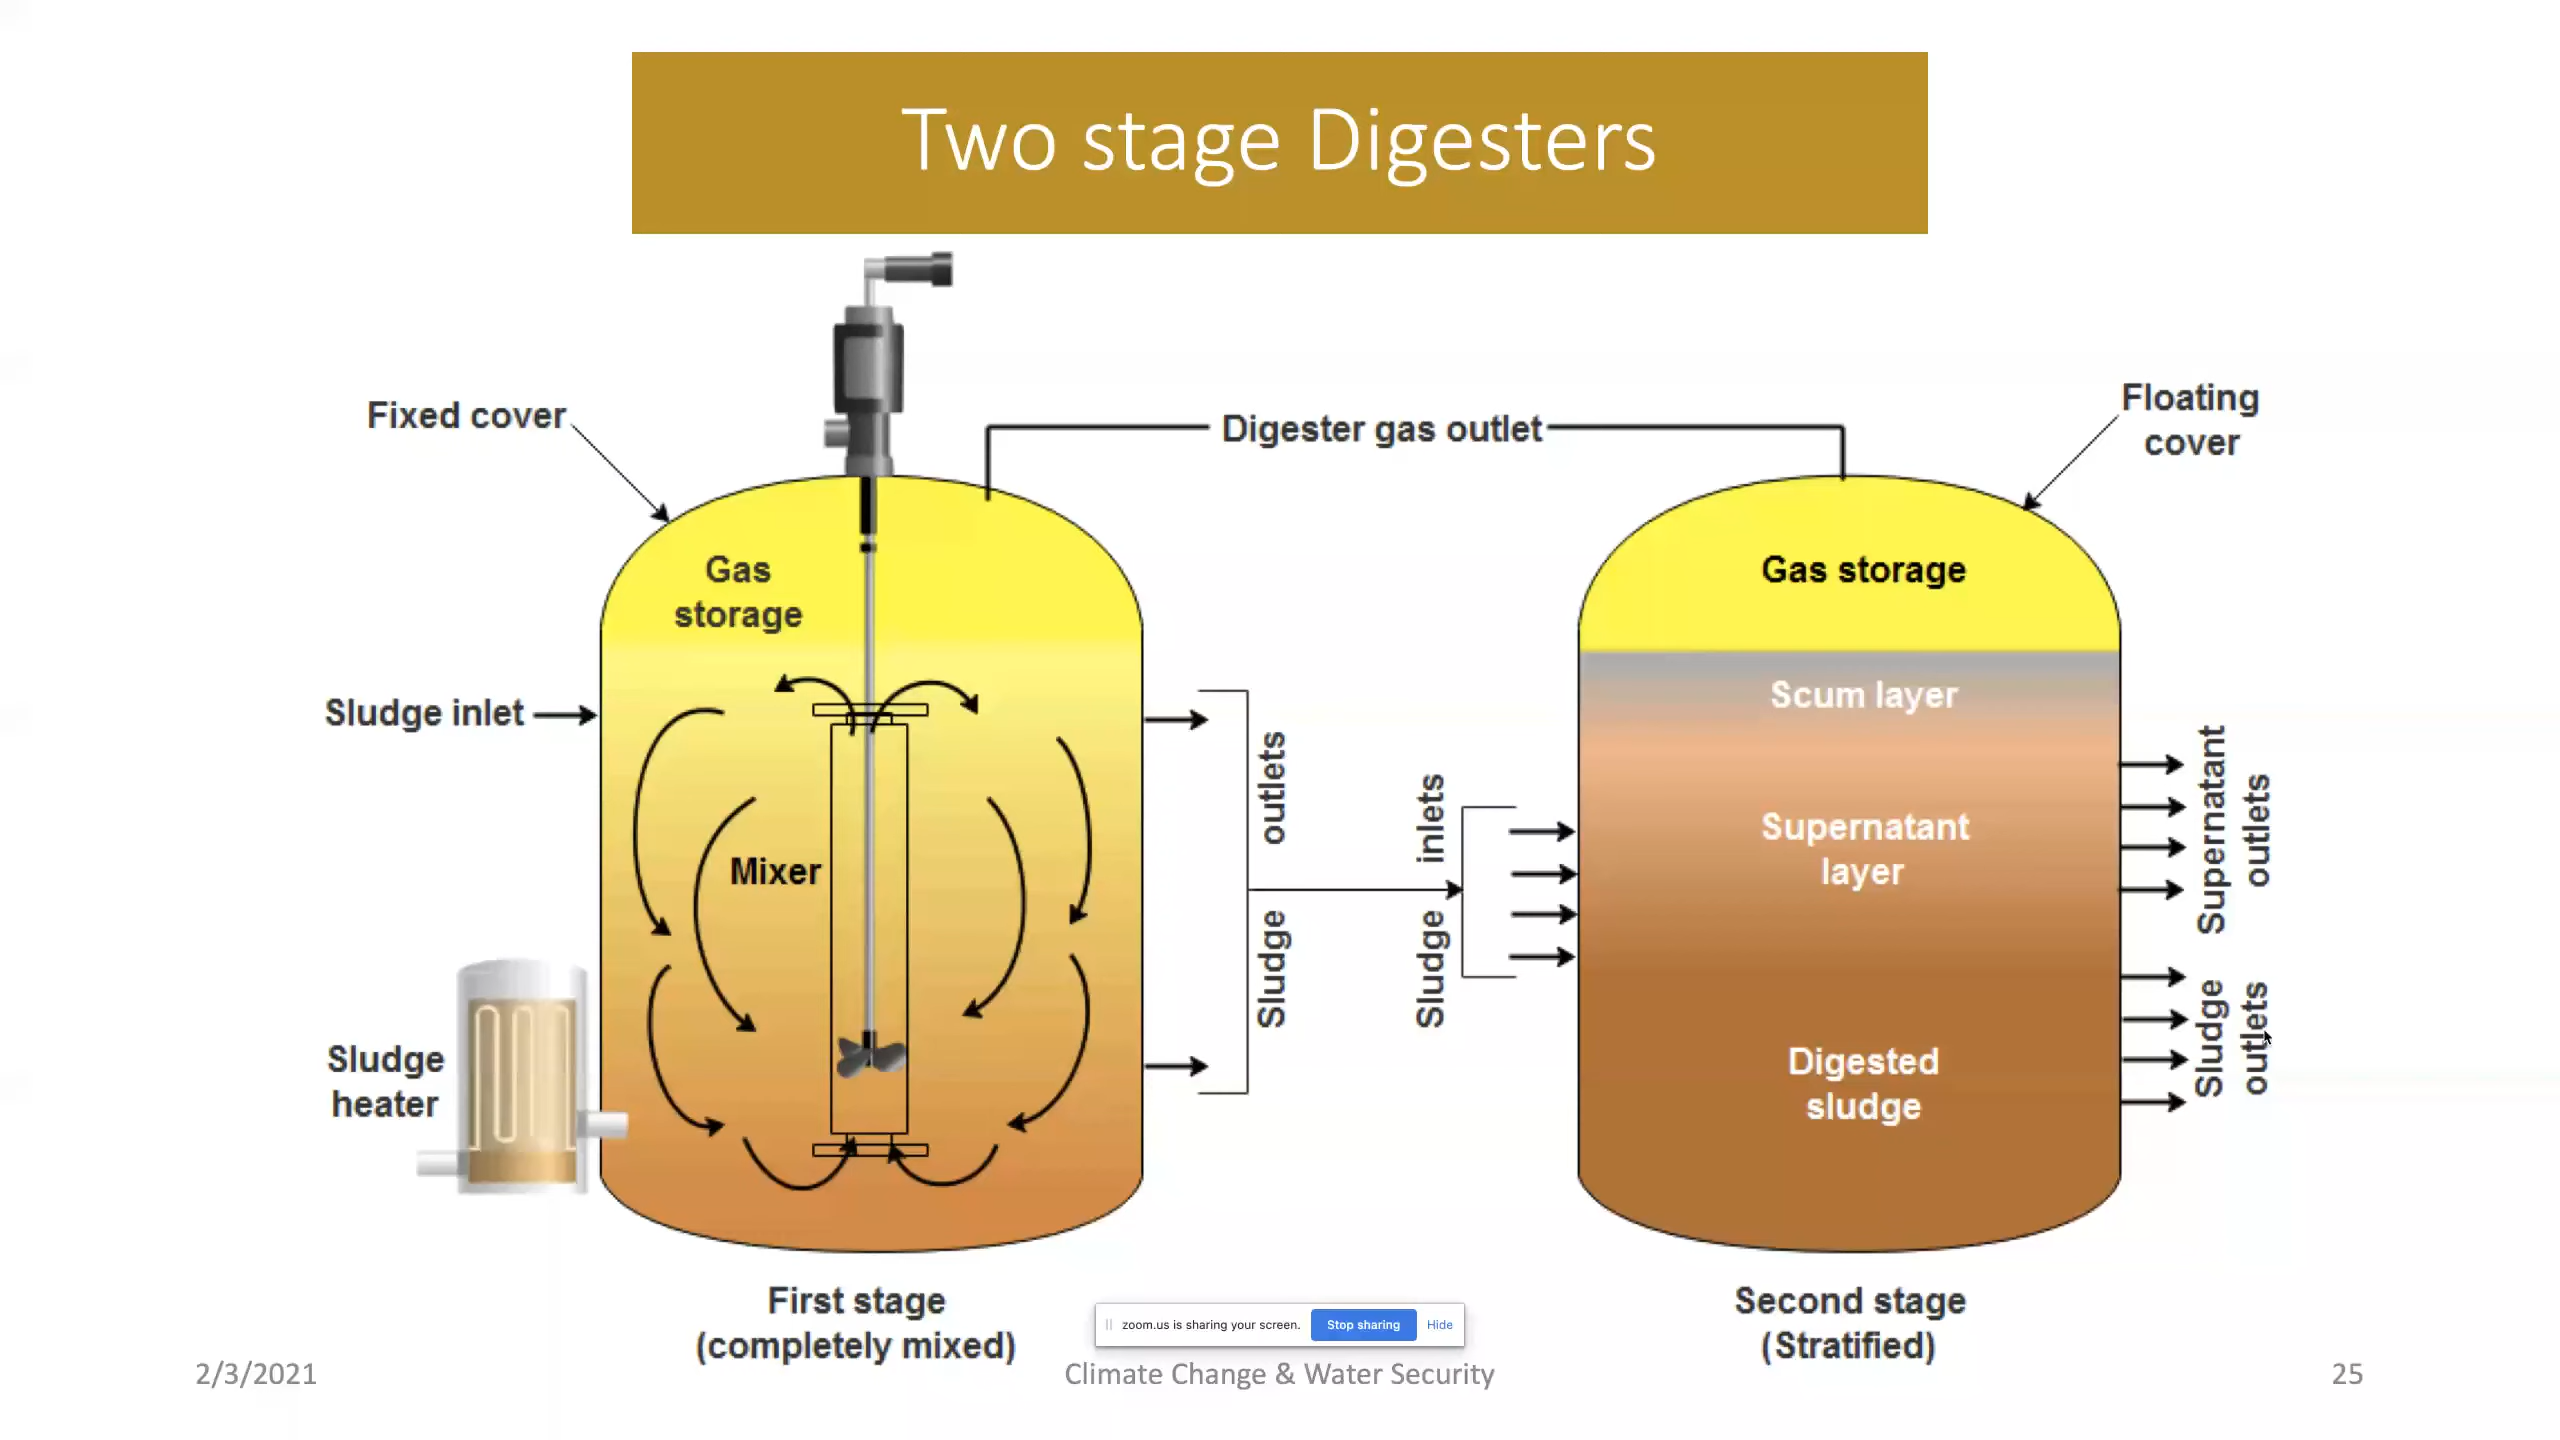 Two stage Digesters
Fixed cover
Digester gas outlet
Floating
cover
Gas
storage
Gas storage
Sludge inlet
Scum layer
Mixer
Sludge outlets
Sludge inlets
Supernatant
layer
Supernatant
outlets
Sludge
heater
Digested
sludge
Sludge
outlets
First stage
(completely mixed)
Second stage
(Stratified)
zoom.us is sharing your screen.
Stop sharing
Hide
2/3/2021
Climate Change & Water Security
25